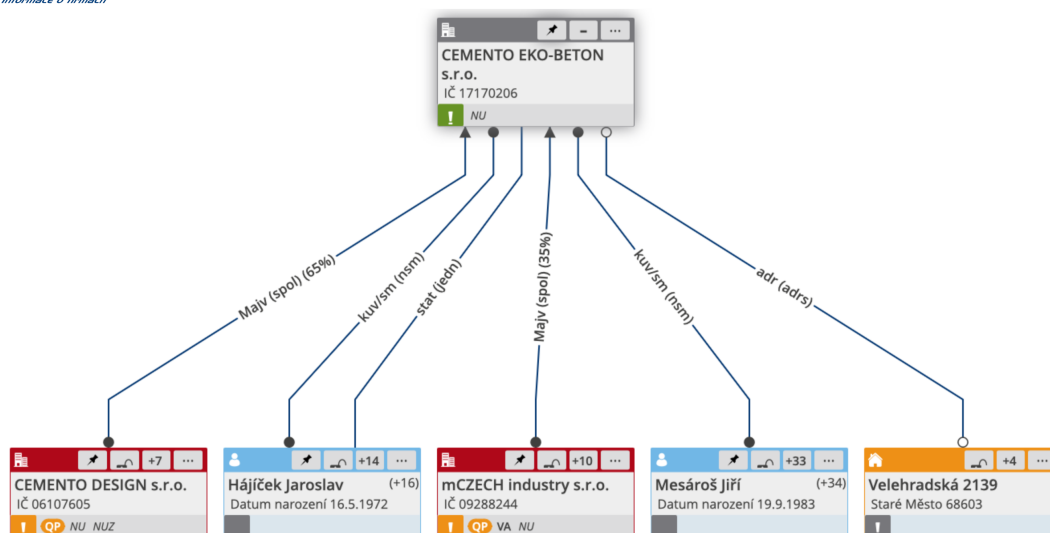 Informace o firmách
CEMENTO EKO-BETON
s.r.o.
IČ 17170206
! NU
Majv (spol) (65%)
kuv/sm (nsm)
stat (jedn)
Majv (spol) (35%)
kuv/sm (nsm)
adr (adrs)
+7
CEMENTO DESIGN s.r.o.
IČ 06107605
! QP NU NUZ
+14
Hájíček Jaroslav (+16)
Datum narození 16.5.1972
+10
mCZECH industry s.r.o.
IČ 09288244
! QP VA NU
+33
Mesároš Jiří (+34)
Datum narození 19.9.1983
+4
Velehradská 2139
Staré Město 68603
!